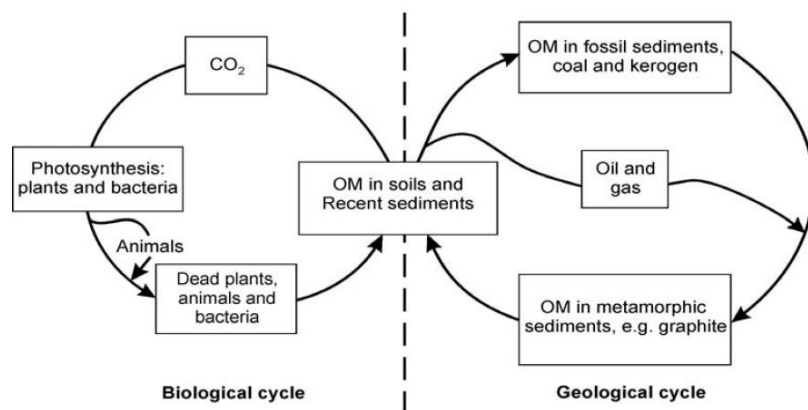 CO₂
Photosynthesis:
plants and bacteria
Animals
Dead plants,
animals and
bacteria
OM in soils and
Recent sediments
OM in fossil sediments,
coal and kerogen
Oil and
gas
OM in metamorphic
sediments, e.g. graphite
Biological cycle
Geological cycle